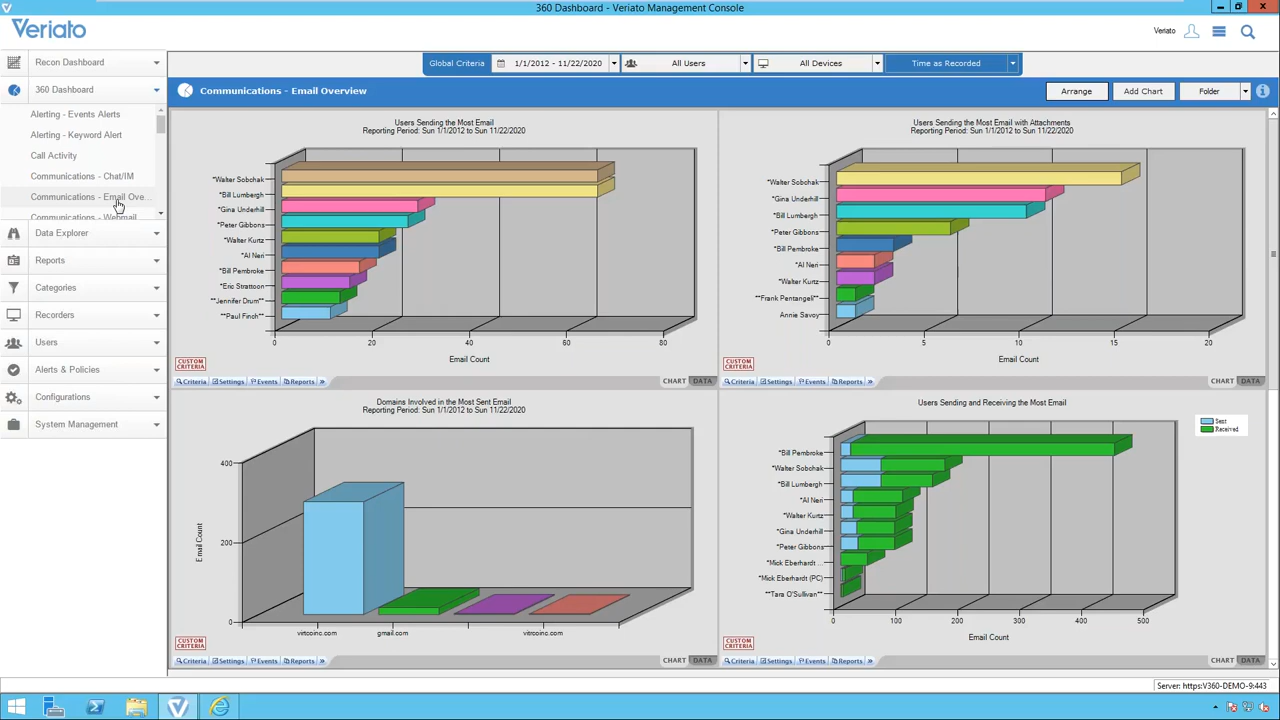 360 Dashboard - Veriato Management Console
Veriato
Veriato
Recon Dashboard
360 Dashboard
Alerting - Events Alerts
Alerting - Keyword Alert
Call Activity
Communications - Chat/IM
Communications - Email Ove...
Communications - Webmail
Data Explorer
Reports
Categories
Recorders
Users
Alerts & Policies
Configurations
System Management
Global Criteria 1/1/2012 - 11/22/2020 All Users All Devices Time as Recorded
Communications - Email Overview
Arrange Add Chart Folder
Users Sending the Most Email
Reporting Period: Sun 1/1/2012 to Sun 11/22/2020
*Walter Sobchak
*Bill Lumbergh
*Gina Underhill
*Peter Gibbons
*Walter Kurtz
*Al Neri
*Bill Pembroke
*Eric Strattoon
**Jennifer Drum**
**Paul Finch**
0 20 40 60 80
Email Count
CUSTOM
CRITERIA
Criteria Settings Events Reports »
CHART DATA
Users Sending the Most Email with Attachments
Reporting Period: Sun 1/1/2012 to Sun 11/22/2020
*Walter Sobchak
*Gina Underhill
*Bill Lumbergh
*Peter Gibbons
*Bill Pembroke
*Al Neri
*Walter Kurtz
**Frank Pentangeli**
Annie Savoy
0 5 10 15 20
Email Count
CUSTOM
CRITERIA
Criteria Settings Events Reports »
CHART DATA
Domains Involved in the Most Sent Email
Reporting Period: Sun 1/1/2012 to Sun 11/22/2020
400
200
0
Email Count
virtcoinc.com gmail.com vitrcoinc.com
CUSTOM
CRITERIA
Criteria Settings Events Reports »
CHART DATA
Users Sending and Receiving the Most Email
Sent
Received
*Bill Pembroke
*Walter Sobchak
*Bill Lumbergh
*Al Neri
*Walter Kurtz
*Gina Underhill
*Peter Gibbons
*Mick Eberhardt ...
*Mick Eberhardt (PC)
**Tara O'Sullivan**
0 100 200 300 400 500
Email Count
CUSTOM
CRITERIA
Criteria Settings Events Reports »
CHART DATA
Server: https:V360-DEMO-9:443